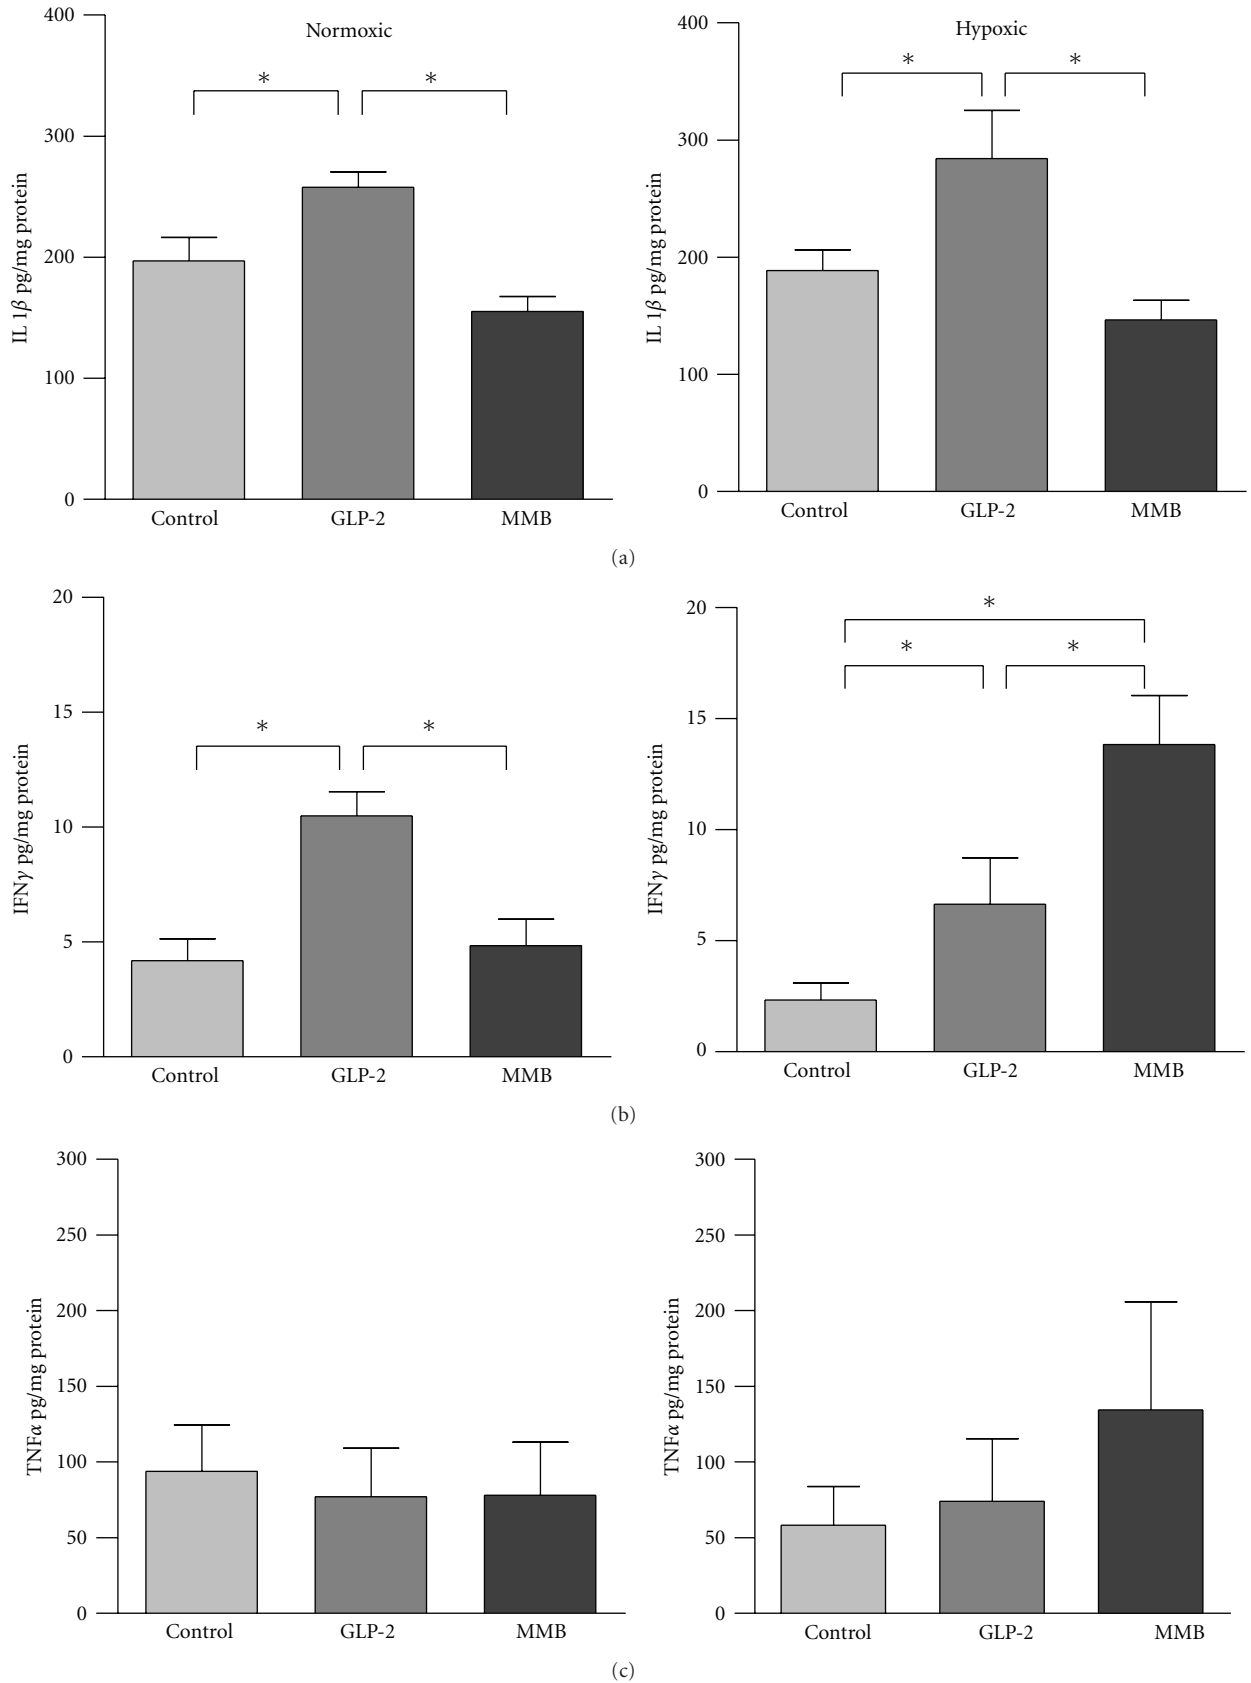 Normoxic
400
300
200
100
0
IL 1β pg/mg protein
* *
Control GLP-2 MMB
Hypoxic
400
300
200
100
0
IL 1β pg/mg protein
* *
Control GLP-2 MMB
(a)
20
15
10
5
0
IFNγ pg/mg protein
* *
Control GLP-2 MMB
20
15
10
5
0
IFNγ pg/mg protein
*
* *
Control GLP-2 MMB
(b)
300
250
200
150
100
50
0
TNFα pg/mg protein
Control GLP-2 MMB
300
250
200
150
100
50
0
TNFα pg/mg protein
Control GLP-2 MMB
(c)